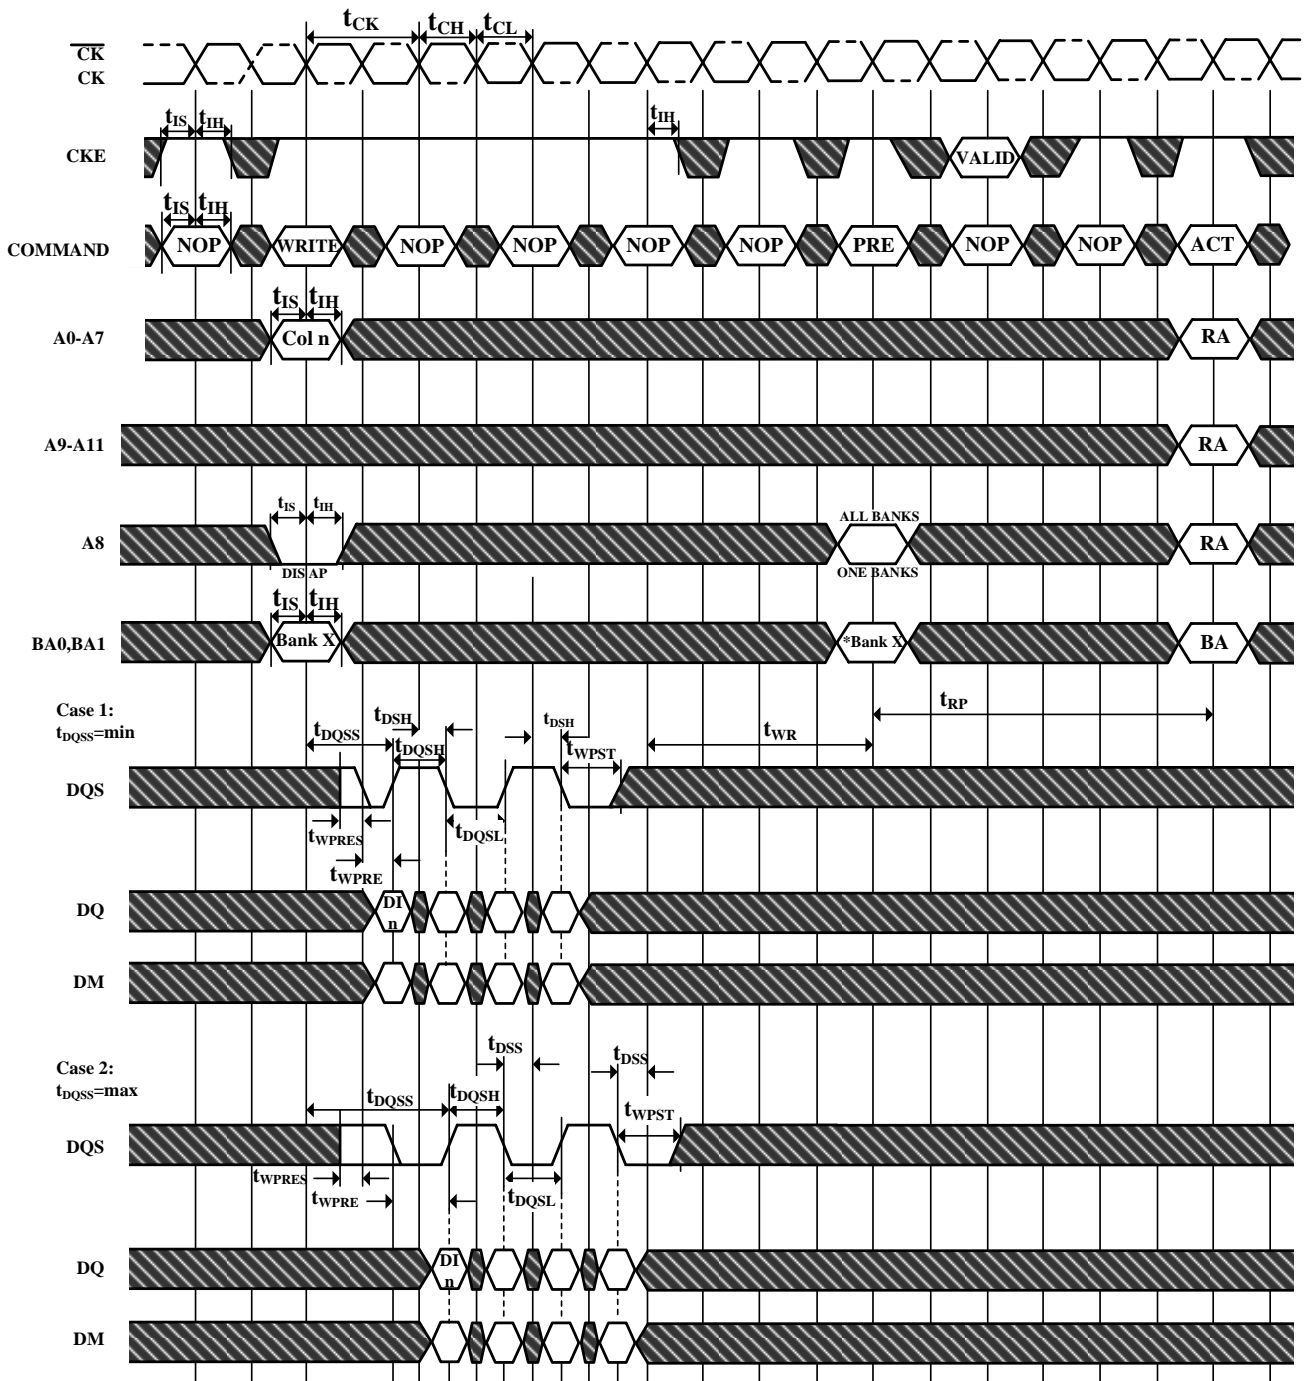 tCK tCH tCL
CK
CK
tIS tIH tIH
CKE VALID
tIS tIH
COMMAND NOP WRITE NOP NOP NOP NOP PRE NOP NOP ACT
tIS tIH
A0-A7 Col n RA
A9-A11 RA
tIS tIH ALL BANKS
A8 RA
DIS AP ONE BANKS
tIS tIH
BA0,BA1 Bank X *Bank X BA
Case 1:
tDQSS=min
tDQSS tDSH tDQSH tDSH tWPST tWR tRP
DQS
tWPRES tDQSL
tWPRE
DQ DI
n
DM
Case 2:
tDQSS=max
tDSS tDSS
tDQSS tDQSH tWPST
DQS
tWPRES tWPRE tDQSL
DQ DI
n
DM